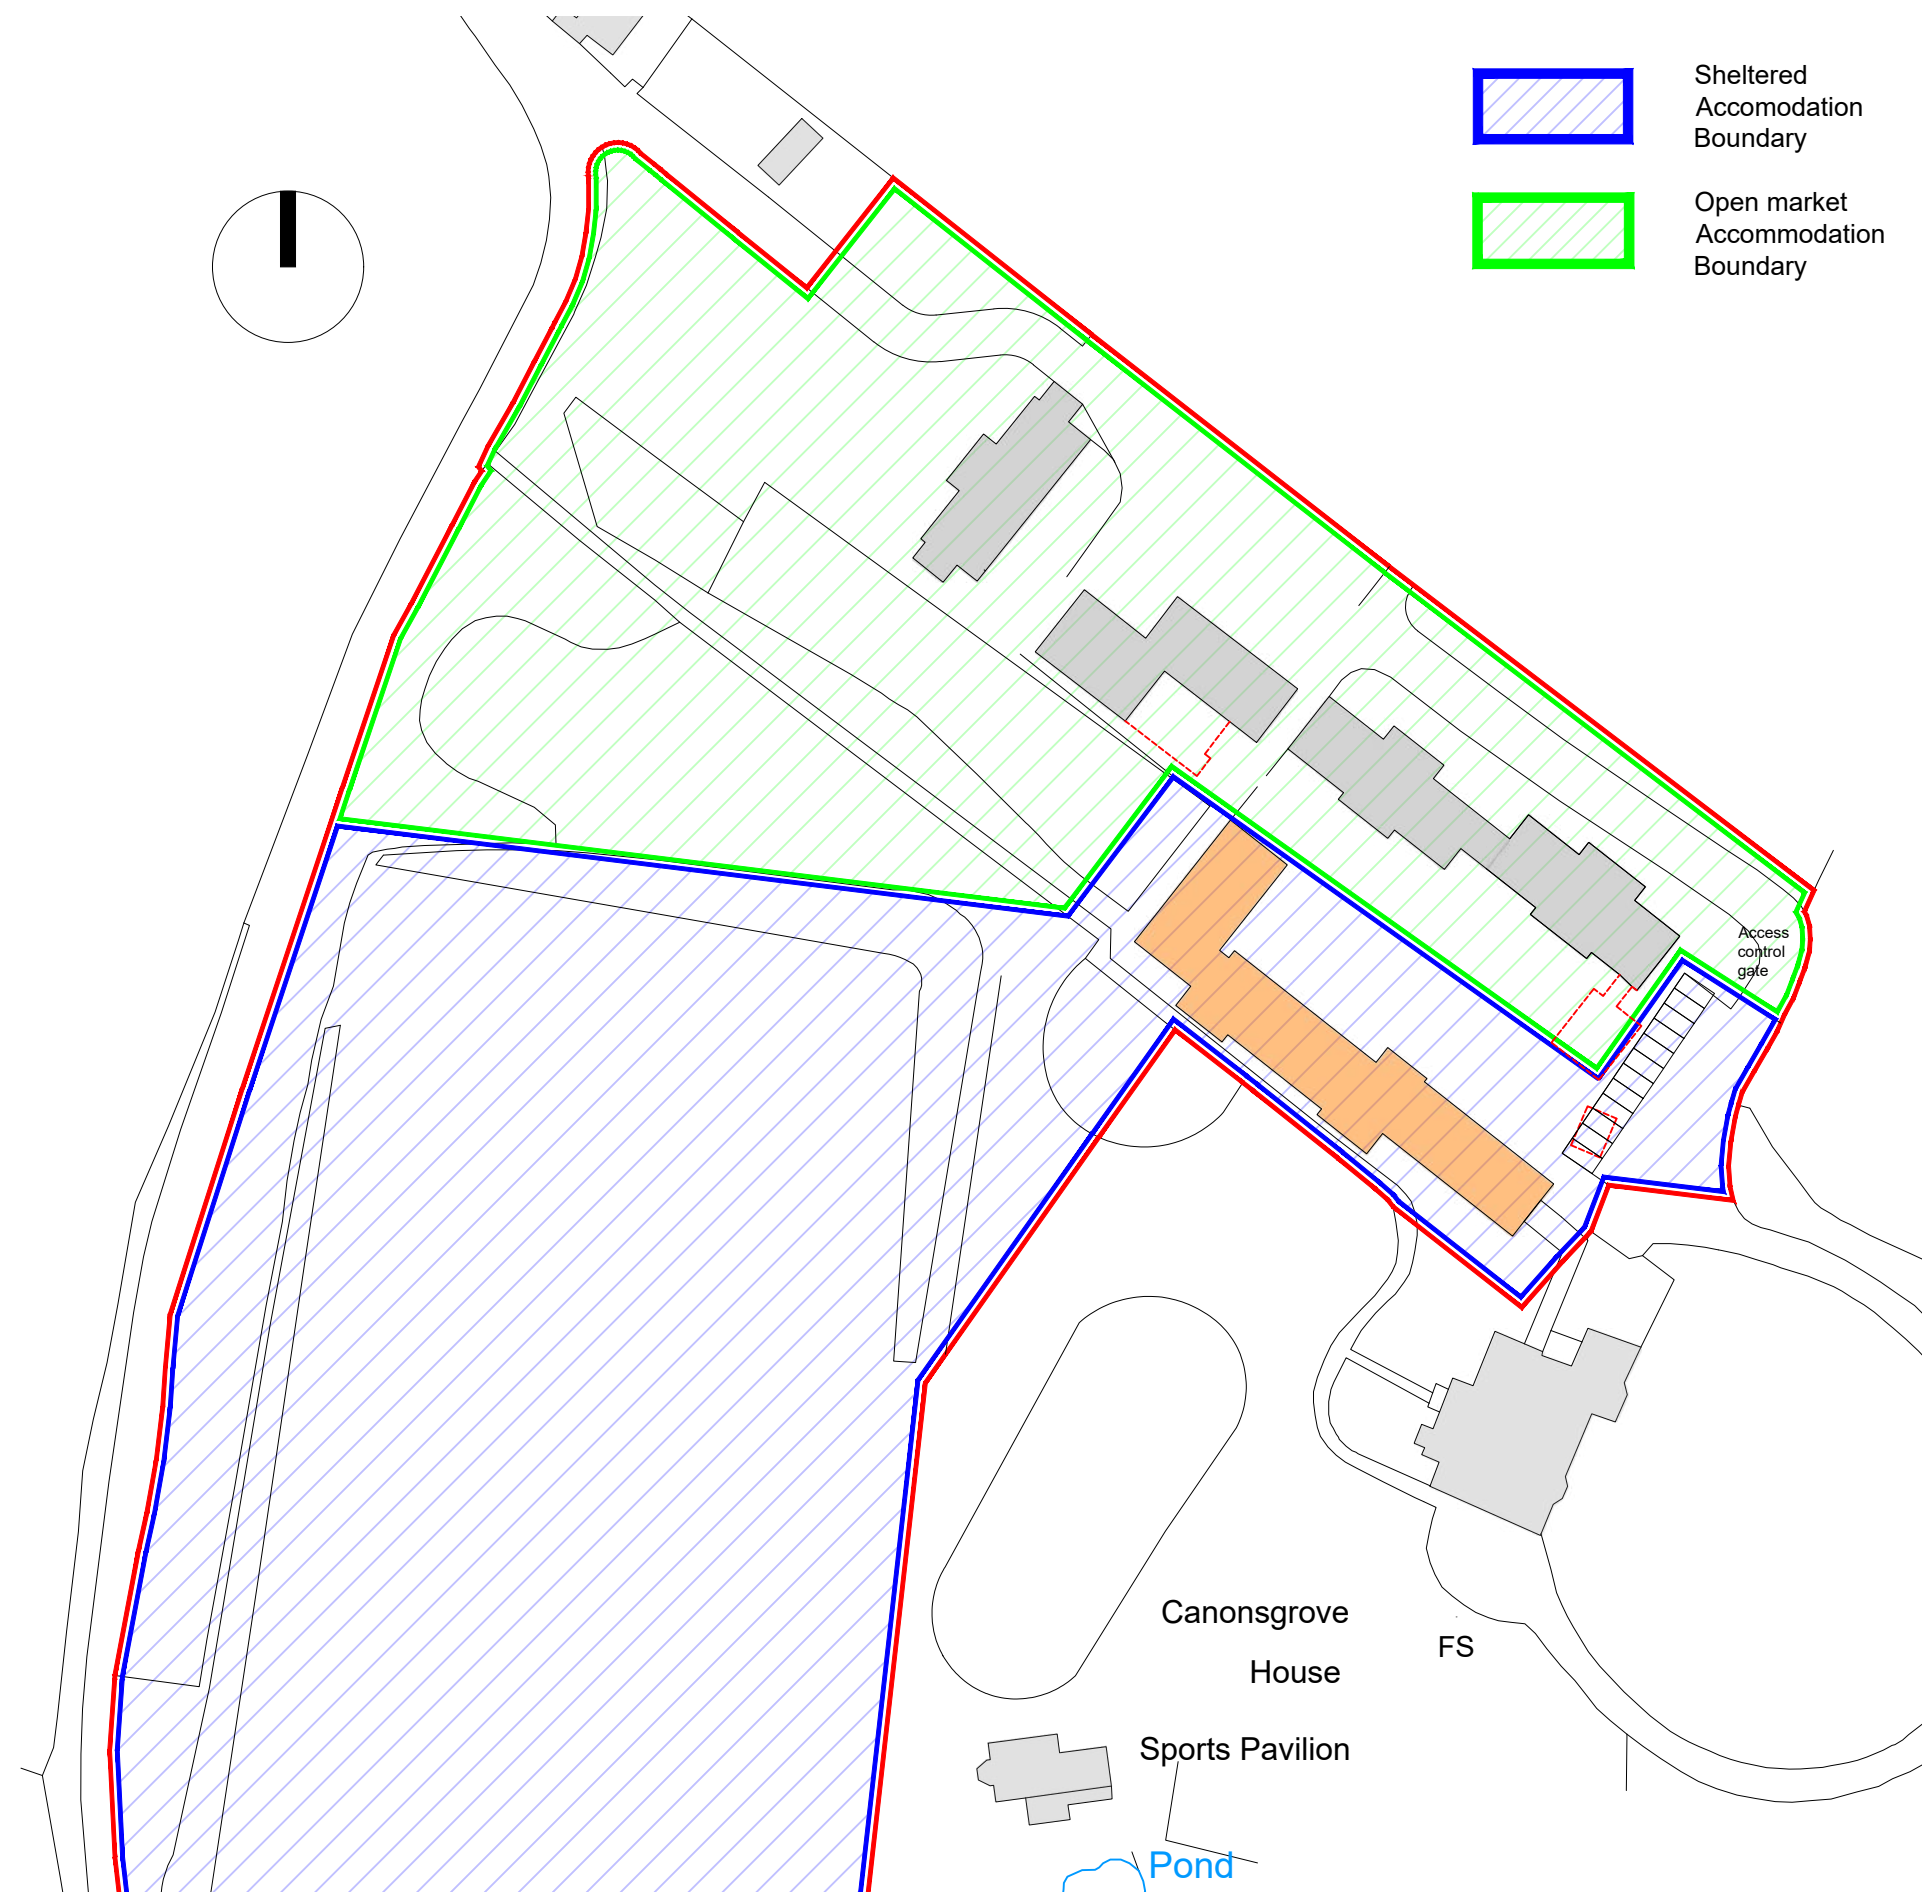 Sheltered
Accomodation
Boundary
Open market
Accommodation
Boundary
Access
control
gate
Canonsgrove
House
FS
Sports Pavilion
Pond